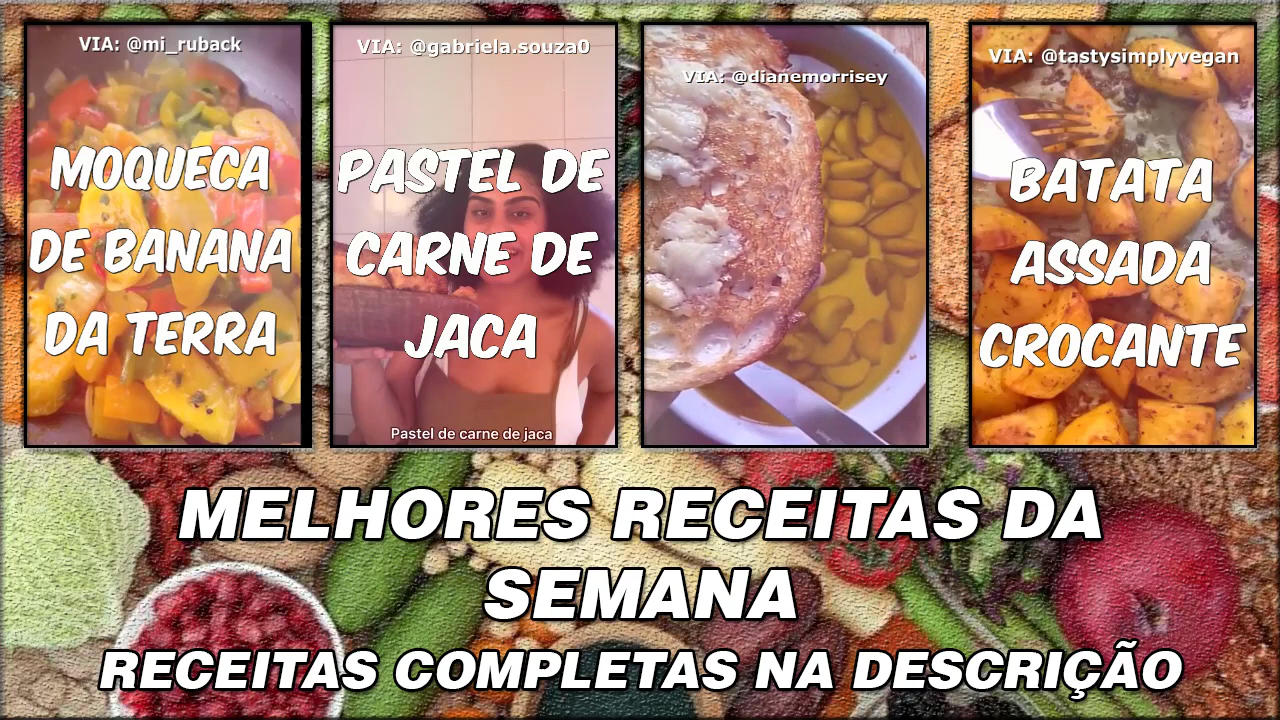 VIA: @mi_ruback
MOQUECA
DE BANANA
DA TERRA
VIA: @gabriela.souza0
PASTEL DE
CARNE DE
JACA
Pastel de carne de jaca
VIA: @dianemorrisey
VIA: @tastysimplyvegan
BATATA
ASSADA
CROCANTE
MELHORES RECEITAS DA
SEMANA
RECEITAS COMPLETAS NA DESCRIÇÃO